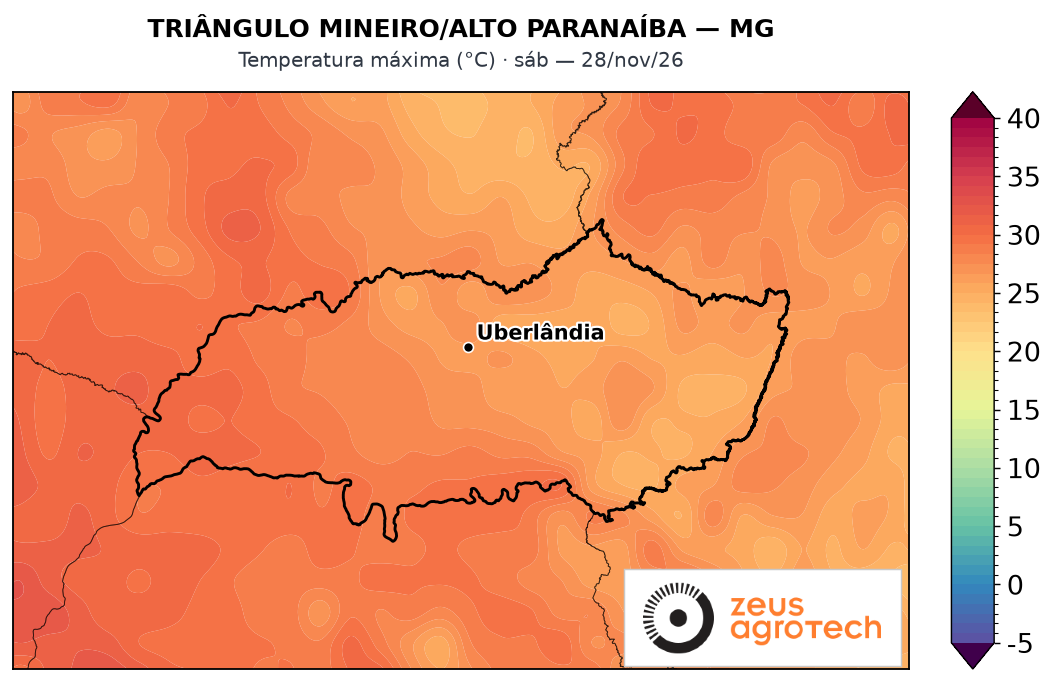 TRIÂNGULO MINEIRO/ALTO PARANAÍBA — MG
Temperatura máxima (°C) · sáb — 28/nov/26
Uberlândia
40
35
30
25
20
15
10
5
0
-5
zeus
agrotech